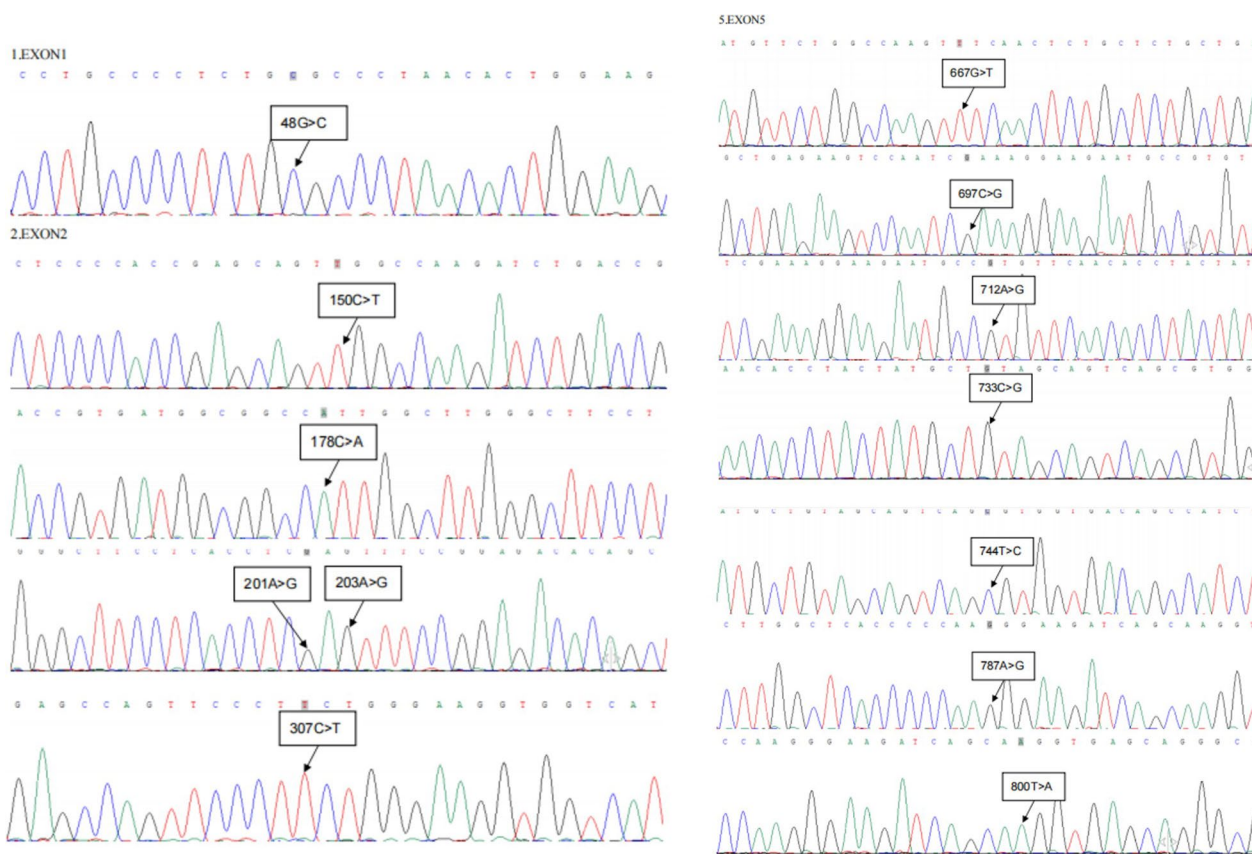 1.EXON1
C C T G C C C C T C T G C G C C C T A A C A C T G G A A G
48G>C
2.EXON2
C T C C C C A C C G A G C A G T T G G C C A A G A T C T G A C C G
150C>T
A C C G T G A T G G C G G C C A T T G G C T T G G G C T T C C T
178C>A
G G G C T T C C T C A C C T C G A G T T T C C G G A G A C A C A G C
201A>G 203A>G
G A G C C A G T T C C C T T C T G G G A A G G T G G T C A T
307C>T
5.EXON5
A T G T T C T G G C C A A G T T T C A A C T C T G C T C T G C T G
667G>T
G C T G A G A A G T C C A A T C G A A A G G A A G A A T G C C G T G T
697C>G
T C G A A A G G A A G A A T G C C G T G T T C A A C A C C T A C T A T
712A>G
A A C A C C T A C T A T G C T G T A G C A G T C A G C G T G G
733C>G
A T G C T G T A G C A G T C A G C G T G G T G A C A G C C A T C
744T>C
C T T G G C T C A C C C C C A A G G G A A G A T C A G C A A G G T
787A>G
C C A A G G G A A G A T C A G C A A G G T G A G C A G G G C
800T>A